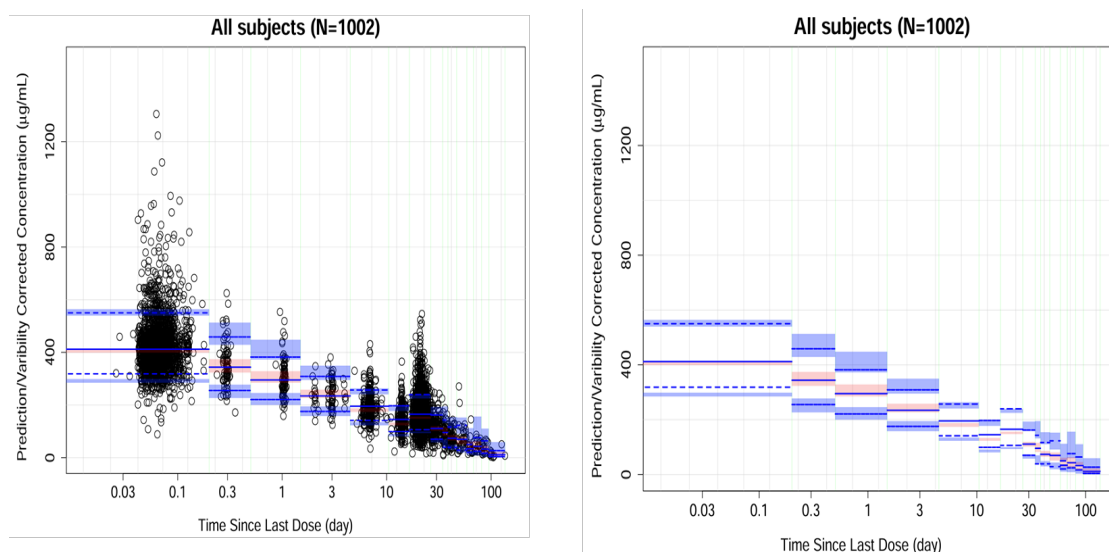 All subjects (N=1002)
Prediction/Varibility Corrected Concentration (µg/mL)
1200
800
400
0
0.03 0.1 0.3 1 3 10 30 100
Time Since Last Dose (day)
All subjects (N=1002)
Prediction/Varibility Corrected Concentration (µg/mL)
1200
800
400
0
0.03 0.1 0.3 1 3 10 30 100
Time Since Last Dose (day)